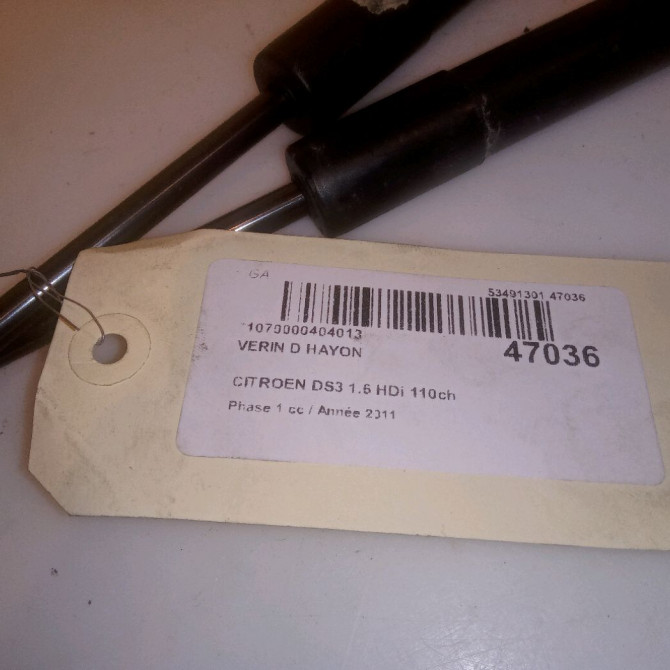 GA
53491301 47036
1070000404013
VERIN D HAYON
47036
CITROEN DS3 1.6 HDi 110ch
Phase 1 cc / Année 2011